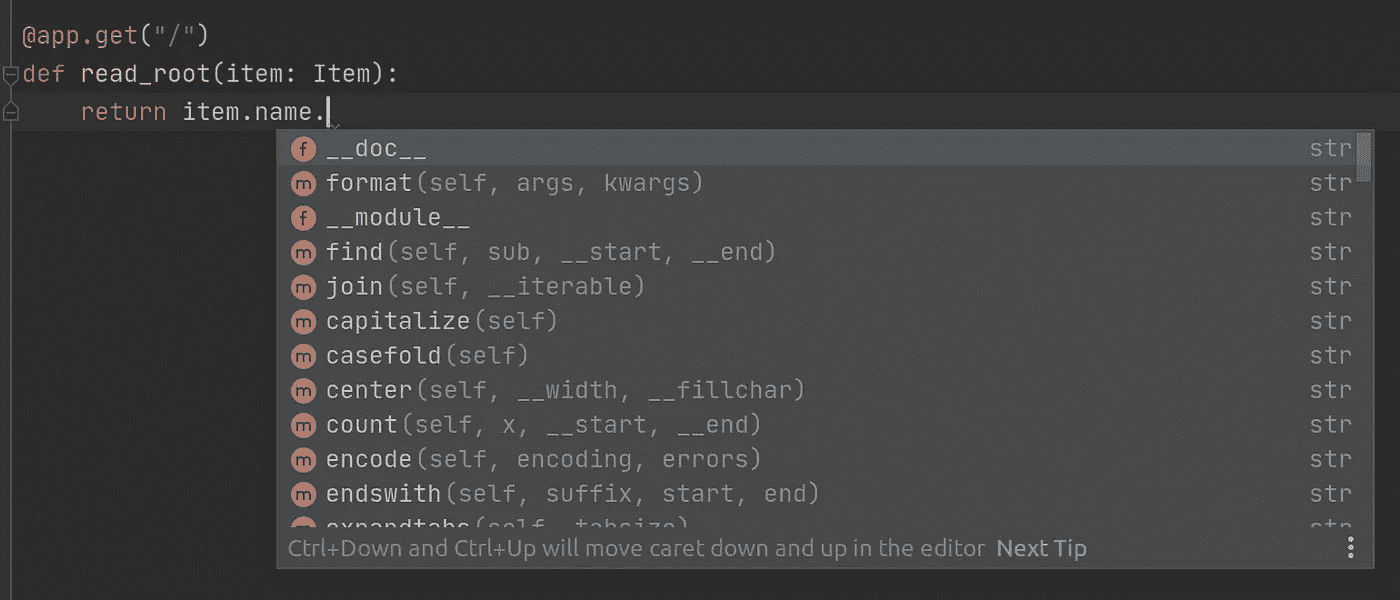 @app.get("/")
def read_root(item: Item):
    return item.name.
f __doc__ str
m format(self, args, kwargs) str
f __module__ str
m find(self, sub, __start, __end) str
m join(self, __iterable) str
m capitalize(self) str
m casefold(self) str
m center(self, __width, __fillchar) str
m count(self, x, __start, __end) str
m encode(self, encoding, errors) str
m endswith(self, suffix, start, end) str
m expandtabs(self, tabsize) str
Ctrl+Down and Ctrl+Up will move caret down and up in the editor Next Tip